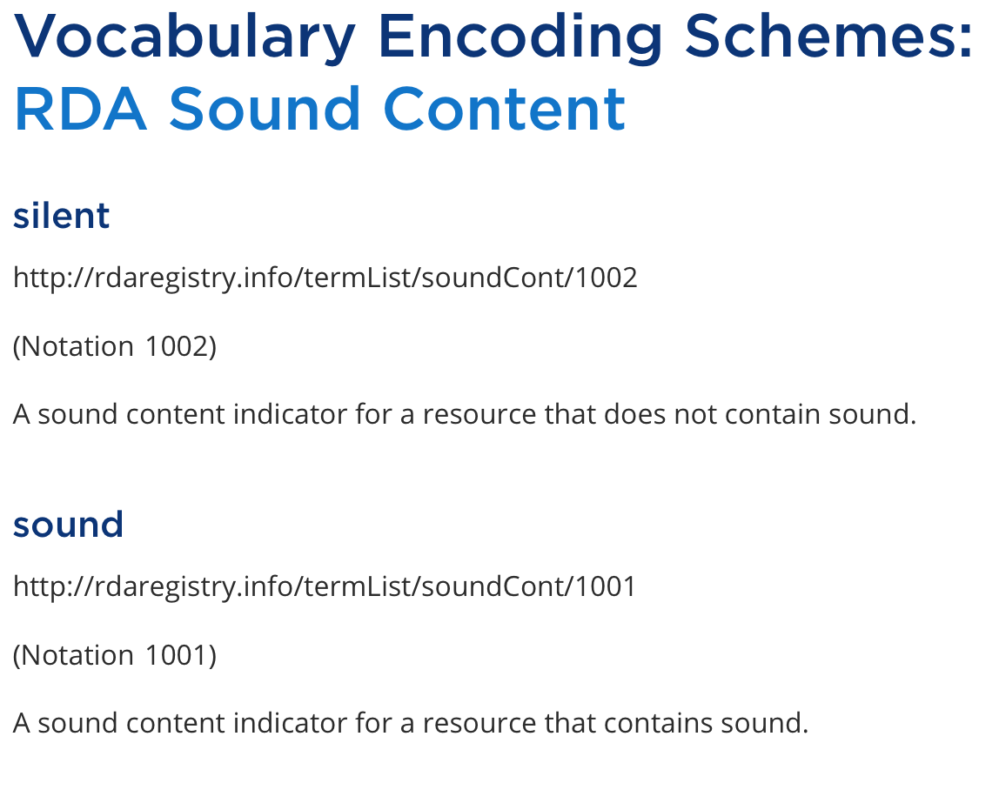 Vocabulary Encoding Schemes:
RDA Sound Content
silent
http://rdaregistry.info/termList/soundCont/1002
(Notation 1002)
A sound content indicator for a resource that does not contain sound.
sound
http://rdaregistry.info/termList/soundCont/1001
(Notation 1001)
A sound content indicator for a resource that contains sound.